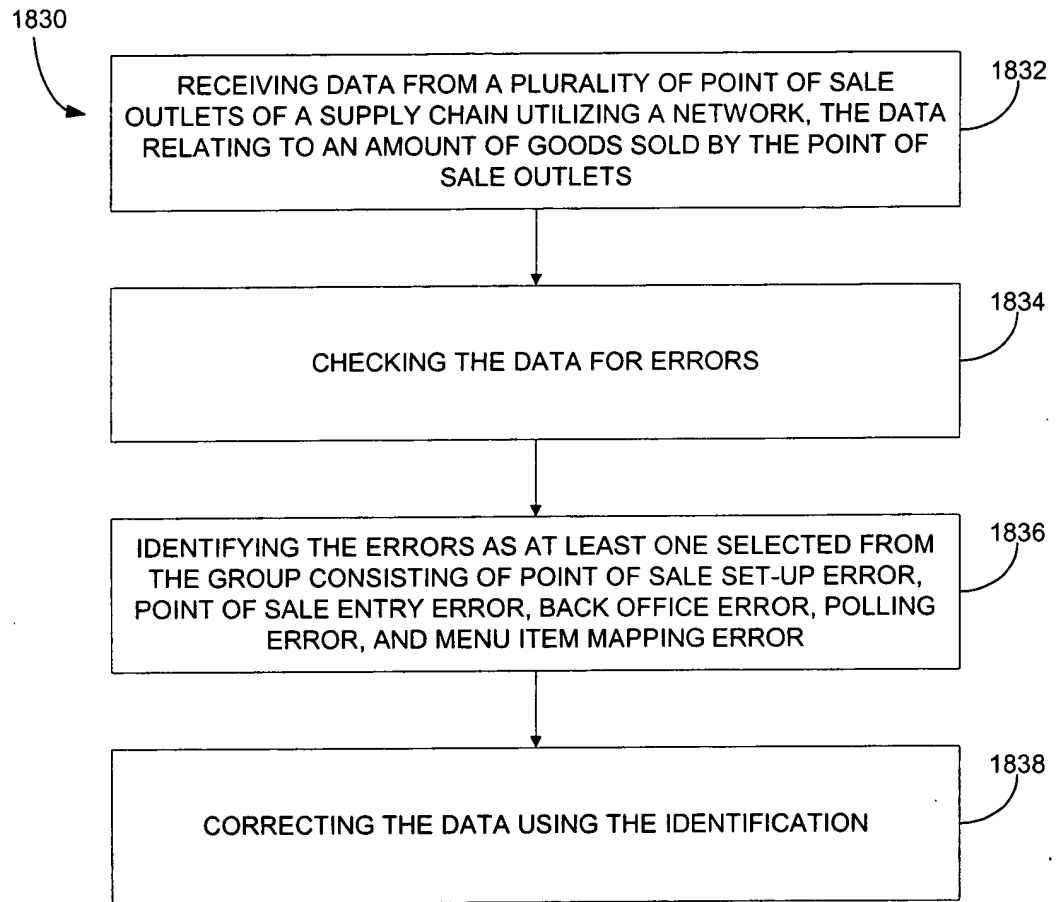 1830
RECEIVING DATA FROM A PLURALITY OF POINT OF SALE
OUTLETS OF A SUPPLY CHAIN UTILIZING A NETWORK, THE DATA
RELATING TO AN AMOUNT OF GOODS SOLD BY THE POINT OF
SALE OUTLETS
1832
CHECKING THE DATA FOR ERRORS
1834
IDENTIFYING THE ERRORS AS AT LEAST ONE SELECTED FROM
THE GROUP CONSISTING OF POINT OF SALE SET-UP ERROR,
POINT OF SALE ENTRY ERROR, BACK OFFICE ERROR, POLLING
ERROR, AND MENU ITEM MAPPING ERROR
1836
CORRECTING THE DATA USING THE IDENTIFICATION
1838